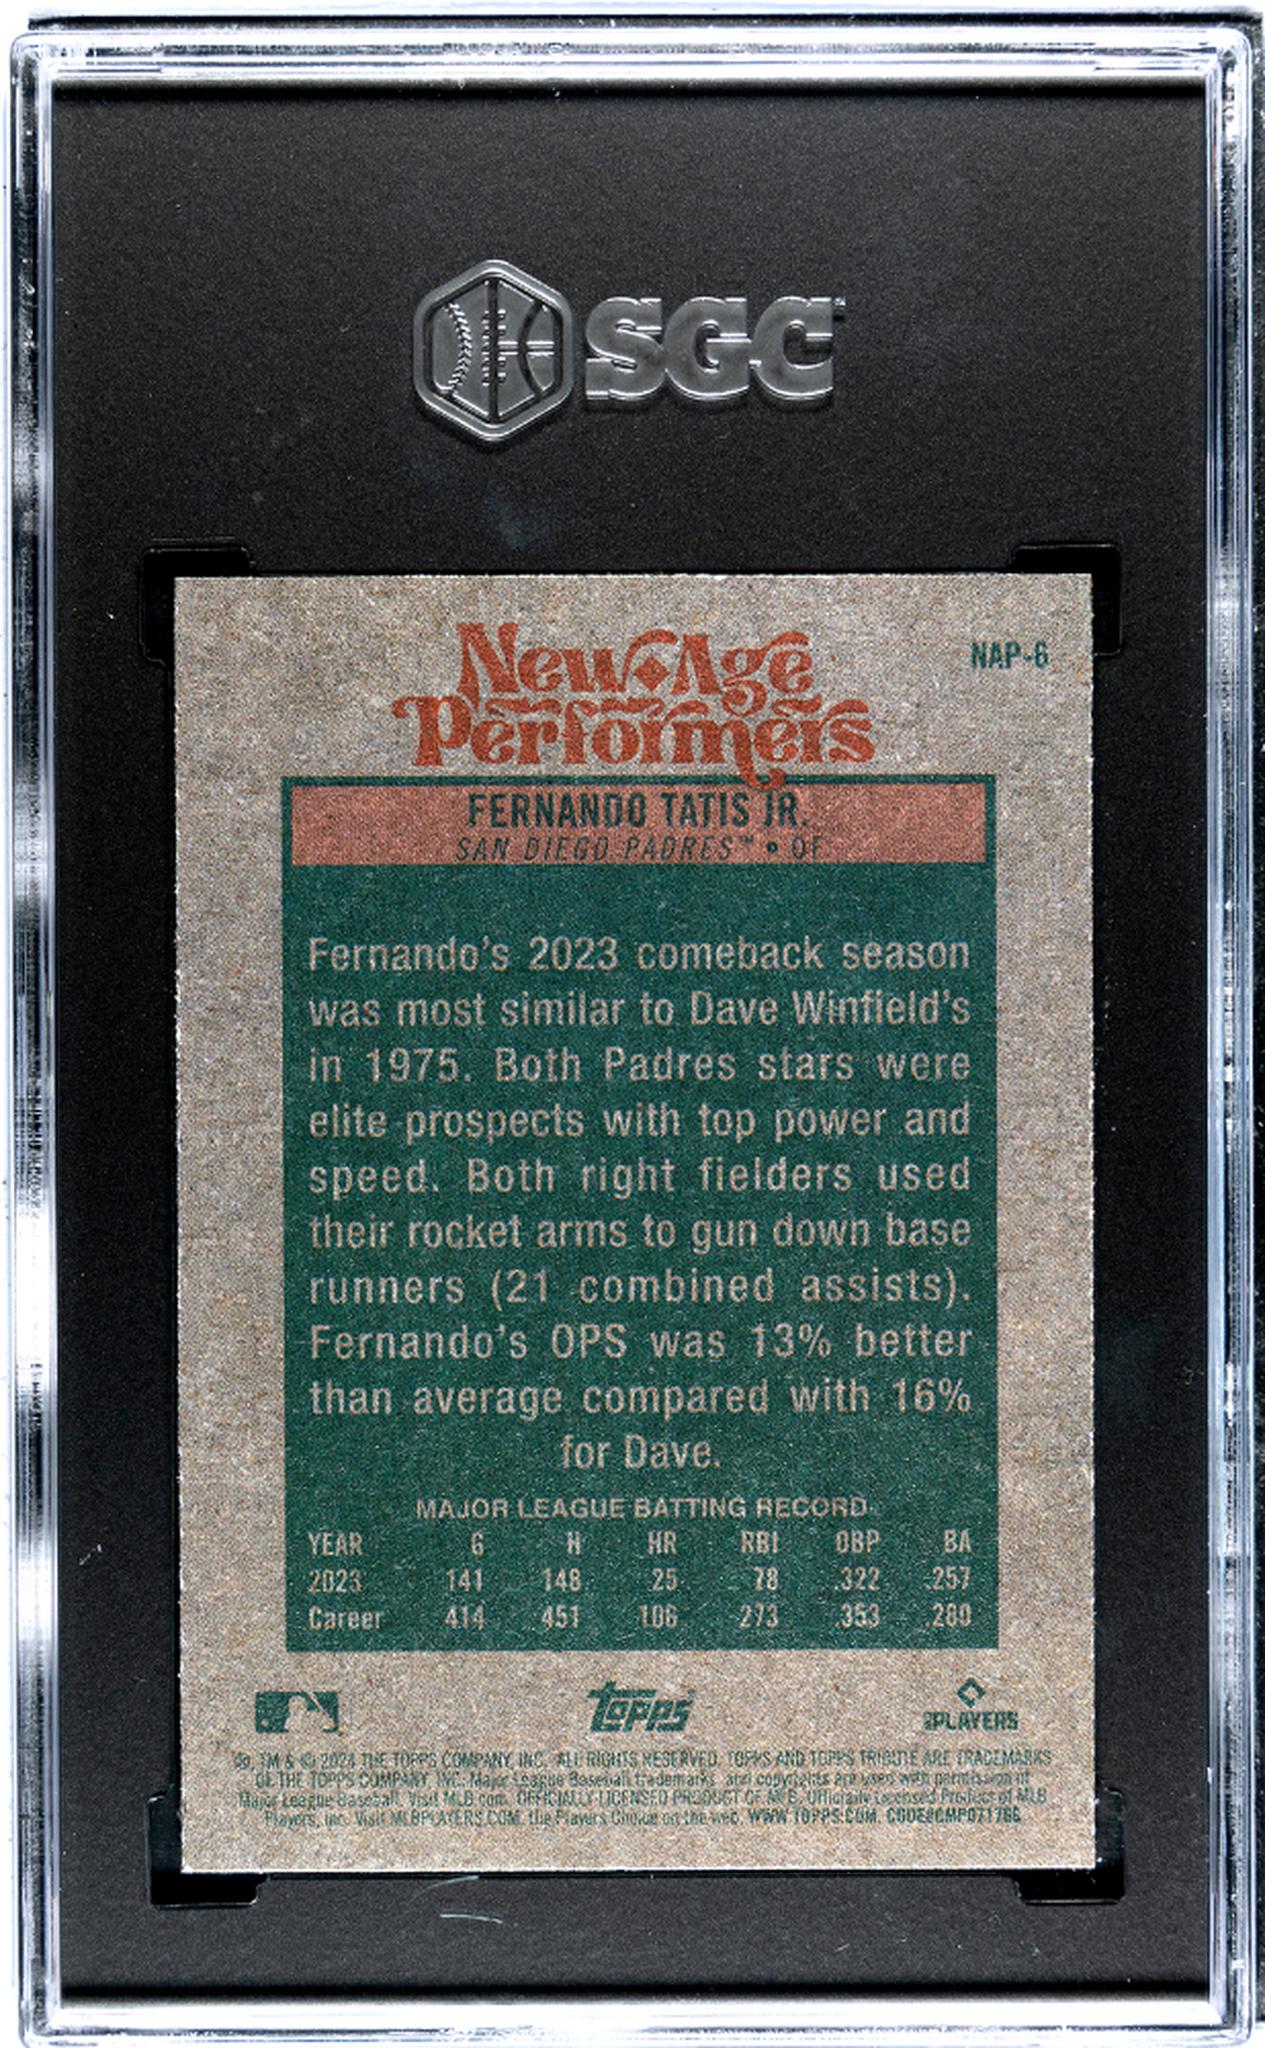 SGC
New Age
Performers
NAP-6
FERNANDO TATIS JR.
SAN DIEGO PADRES™ • OF
Fernando's 2023 comeback season
was most similar to Dave Winfield's
in 1975. Both Padres stars were
elite prospects with top power and
speed. Both right fielders used
their rocket arms to gun down base
runners (21 combined assists).
Fernando's OPS was 13% better
than average compared with 16%
for Dave.
MAJOR LEAGUE BATTING RECORD
YEAR G H HR RBI OBP BA
2023 141 148 25 78 .322 .257
Career 414 451 106 273 .353 .280
topps PLAYERS
®, TM & © 2024 THE TOPPS COMPANY, INC. ALL RIGHTS RESERVED. TOPPS AND TOPPS TRIBUTE ARE TRADEMARKS
OF THE TOPPS COMPANY, INC. Major League Baseball trademarks and copyrights are used with permission of
Major League Baseball. Visit MLB.com. OFFICIALLY LICENSED PRODUCT OF MLB. Officially Licensed Product of MLB
Players, Inc. Visit MLBPLAYERS.COM, the Players Choice on the web. WWW.TOPPS.COM. CODE#CMP071766